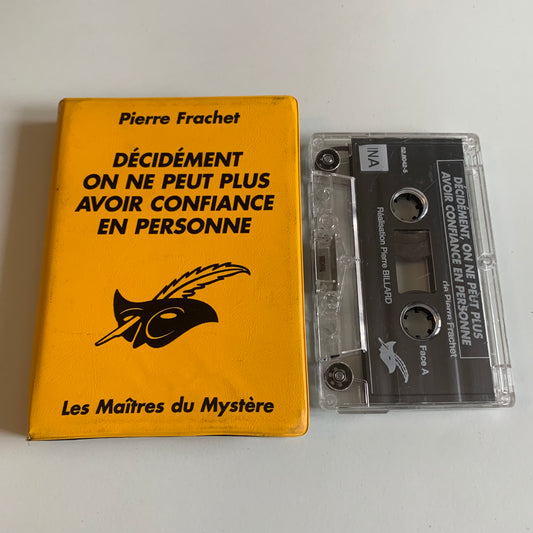 Pierre Frachet
DÉCIDÉMENT
ON NE PEUT PLUS
AVOIR CONFIANCE
EN PERSONNE
Les Maîtres du Mystère
INA
DÉCIDÉMENT, ON NE PEUT PLUS
AVOIR CONFIANCE EN PERSONNE
de Pierre Fraichet
Réalisation Pierre BILLARD
Face A